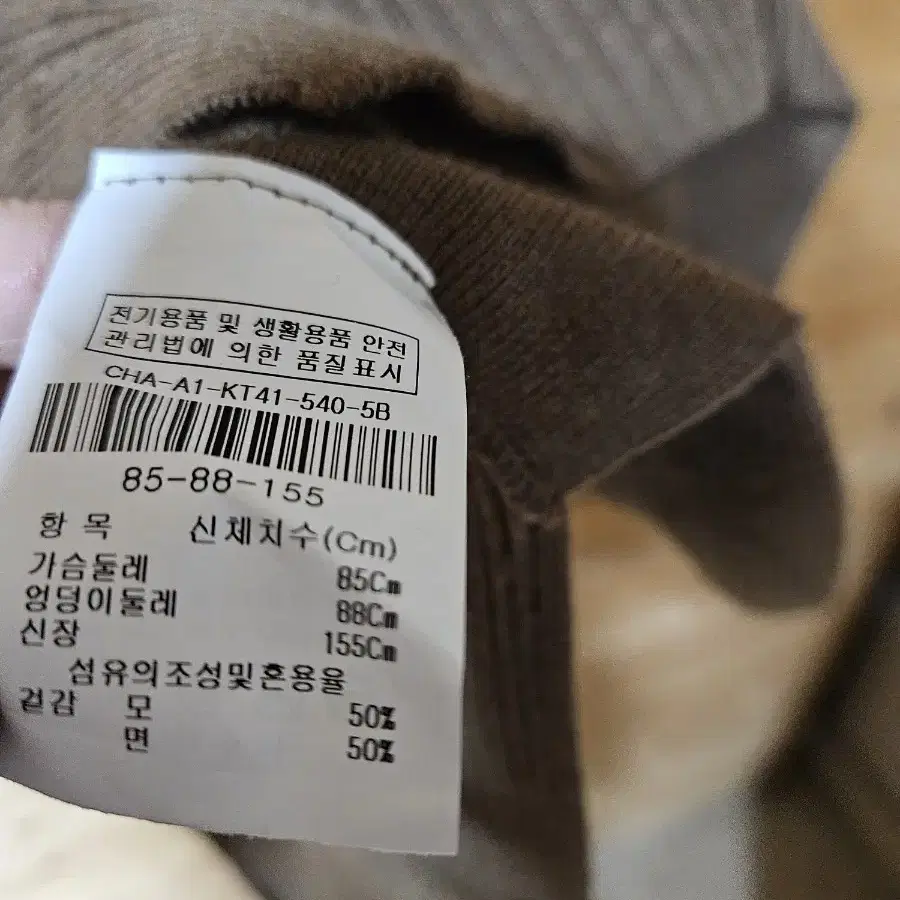 전기용품 및 생활용품 안전
관리법에 의한 품질표시
CHA-A1-KT41-540-5B
85-88-155
항 목 신체치수(Cm)
가슴둘레 85Cm
엉덩이둘레 88Cm
신장 155Cm
섬유의조성및혼용율
겉감 모 50%
면 50%